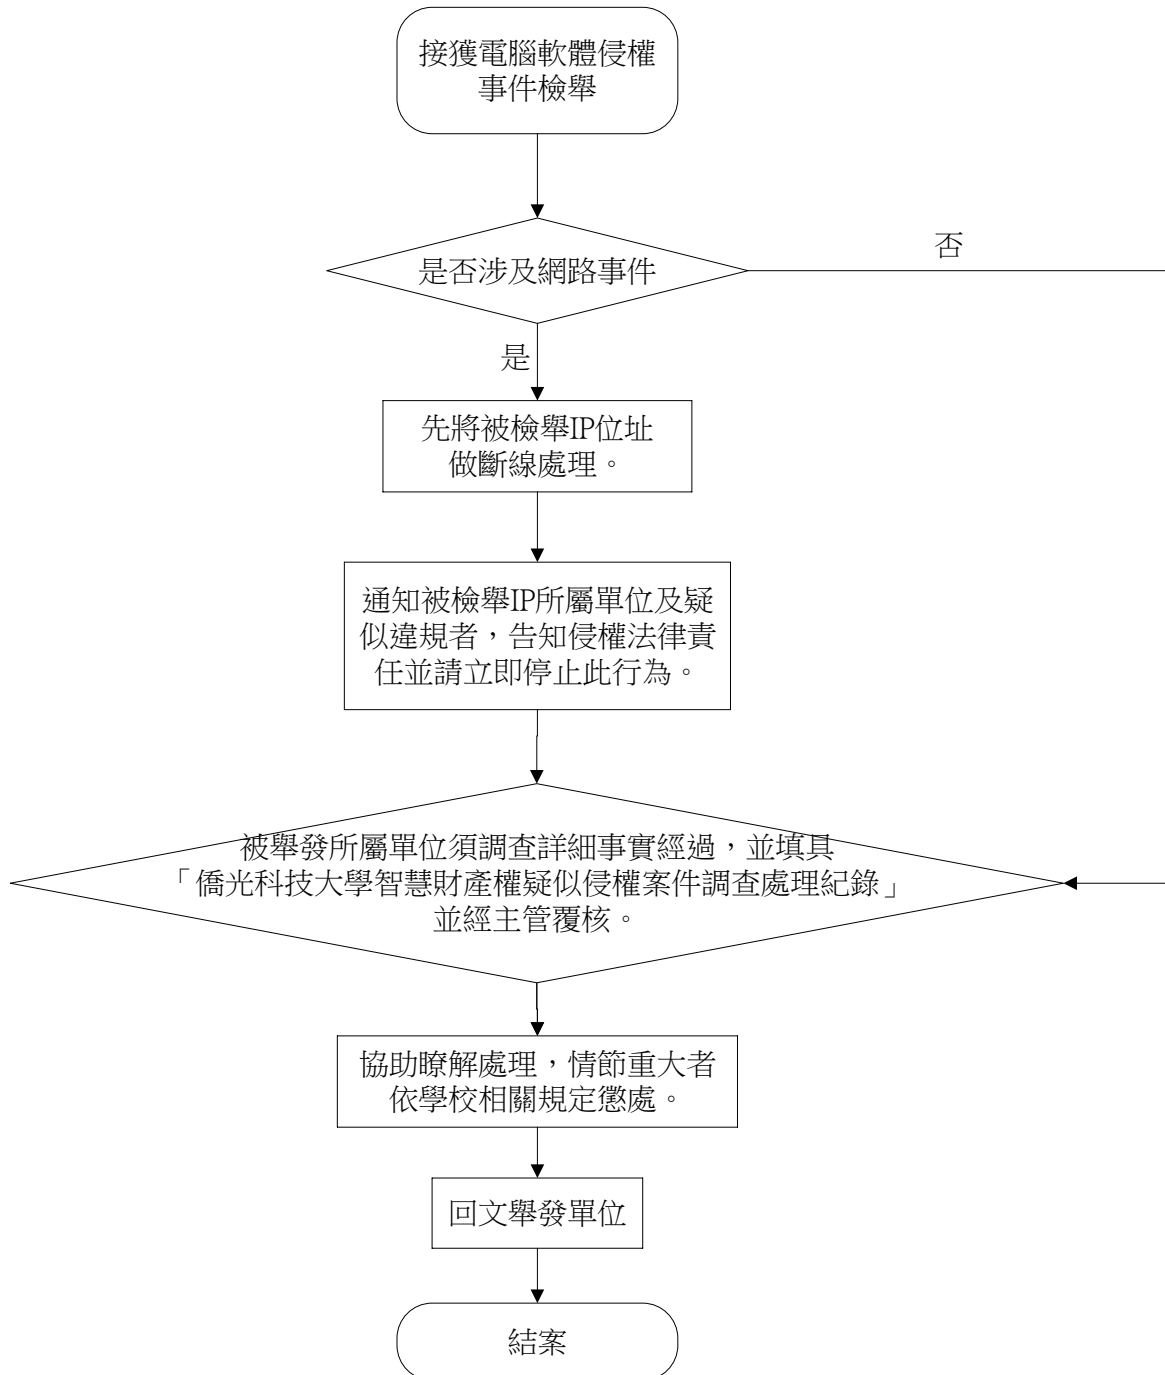 接獲電腦軟體侵權
事件檢舉
是否涉及網路事件
否
是
先將被檢舉IP位址
做斷線處理。
通知被檢舉IP所屬單位及疑
似違規者，告知侵權法律責
任並請立即停止此行為。
被舉發所屬單位須調查詳細事實經過，並填具
「僑光科技大學智慧財產權疑似侵權案件調查處理紀錄」
並經主管覆核。
協助暸解處理，情節重大者
依學校相關規定懲處。
回文舉發單位
結案